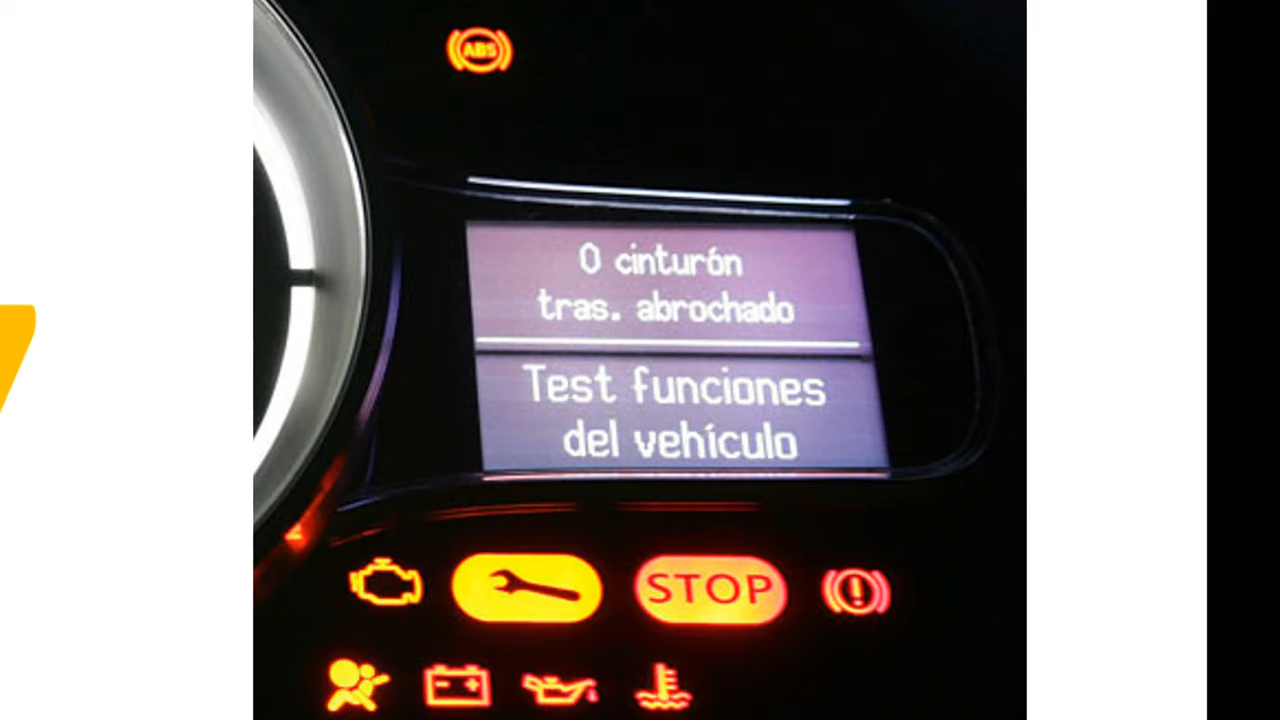 ABS
0 cinturón
tras. abrochado
Test funciones
del vehículo
STOP